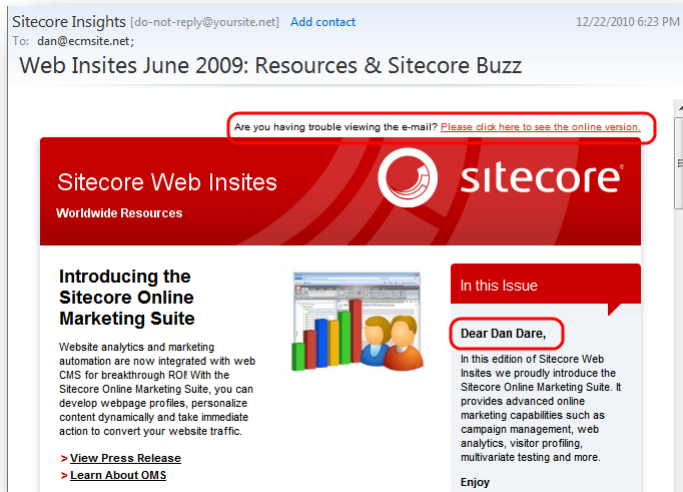 Sitecore Insights [do-not-reply@yoursite.net] Add contact 12/22/2010 6:23 PM
To: dan@ecmsite.net;
Web Insites June 2009: Resources & Sitecore Buzz
Are you having trouble viewing the e-mail? Please click here to see the online version.
Sitecore Web Insites
Worldwide Resources
sitecore
Introducing the
Sitecore Online
Marketing Suite
Website analytics and marketing
automation are now integrated with web
CMS for breakthrough ROI! With the
Sitecore Online Marketing Suite, you can
develop webpage profiles, personalize
content dynamically and take immediate
action to convert your website traffic.
> View Press Release
> Learn About OMS
In this Issue
Dear Dan Dare,
In this edition of Sitecore Web
Insites we proudly introduce the
Sitecore Online Marketing Suite. It
provides advanced online
marketing capabilities such as
campaign management, web
analytics, visitor profiling,
multivariate testing and more.
Enjoy